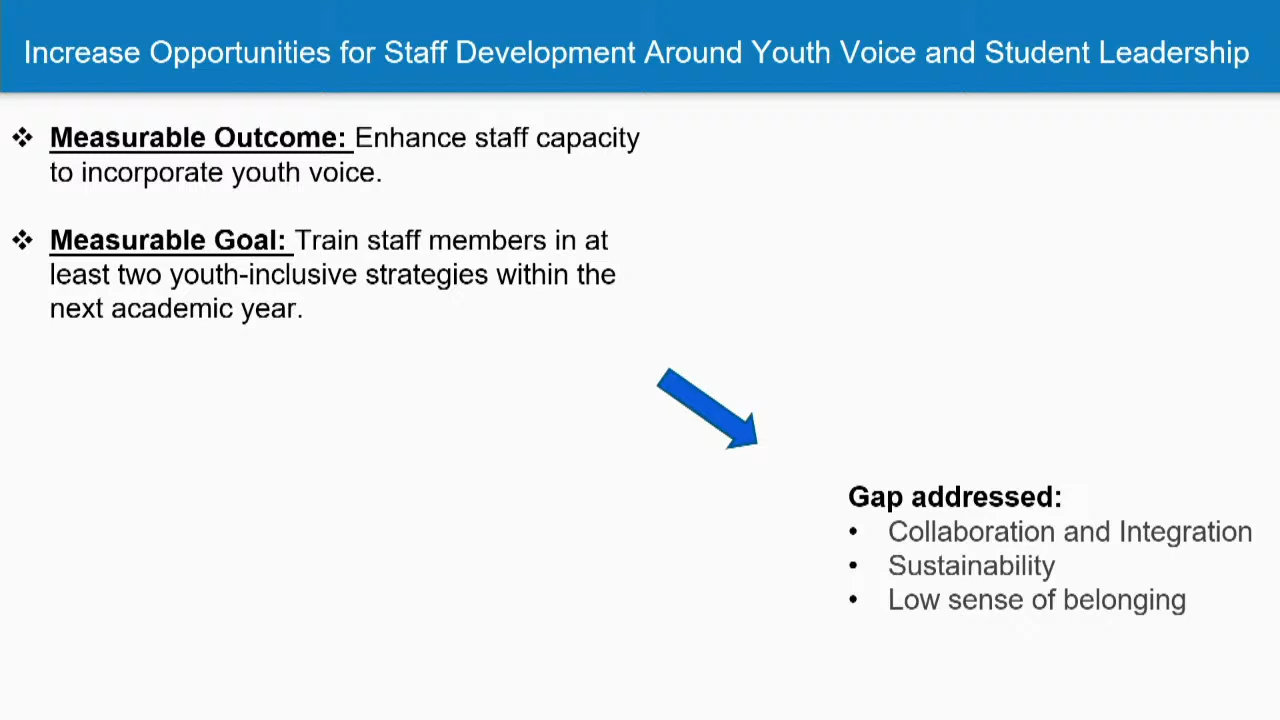 Increase Opportunities for Staff Development Around Youth Voice and Student Leadership
❖ Measurable Outcome: Enhance staff capacity
to incorporate youth voice.
❖ Measurable Goal: Train staff members in at
least two youth-inclusive strategies within the
next academic year.
Gap addressed:
• Collaboration and Integration
• Sustainability
• Low sense of belonging